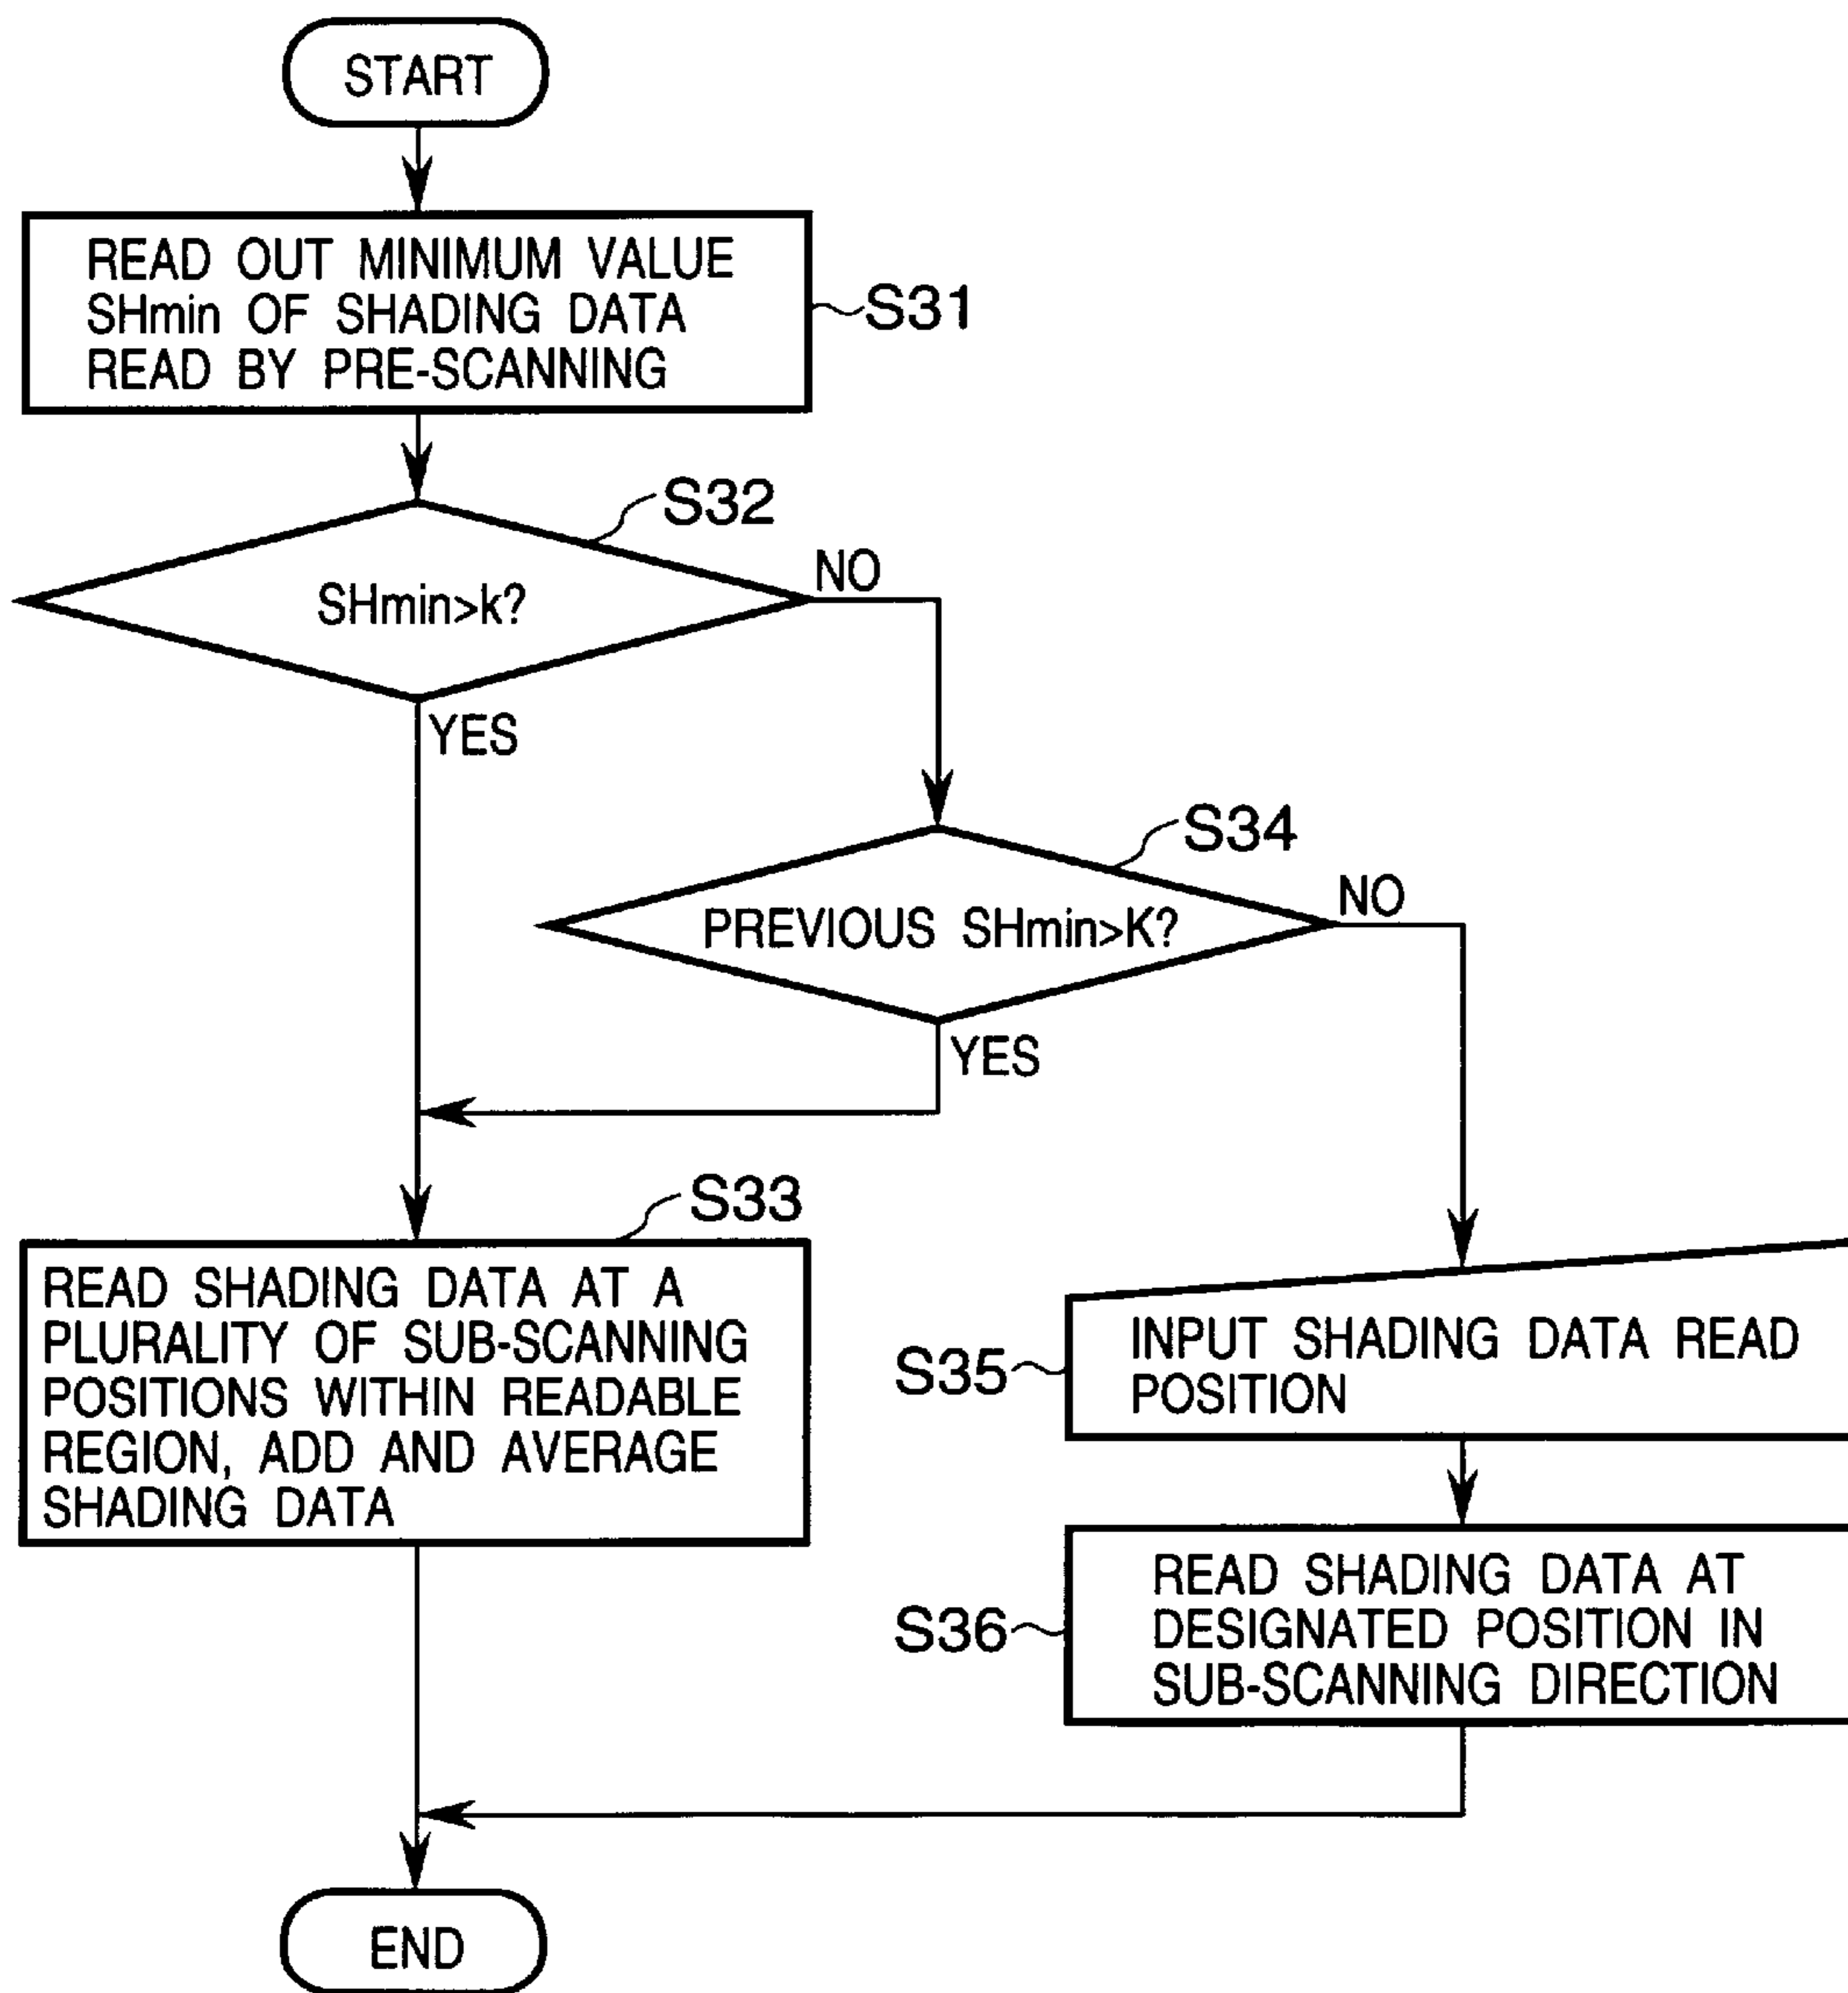 START
READ OUT MINIMUM VALUE
SHmin OF SHADING DATA
READ BY PRE-SCANNING
S31
S32
SHmin>k?
NO
YES
S34
PREVIOUS SHmin>K?
NO
YES
S33
READ SHADING DATA AT A
PLURALITY OF SUB-SCANNING
POSITIONS WITHIN READABLE
REGION, ADD AND AVERAGE
SHADING DATA
S35
INPUT SHADING DATA READ
POSITION
S36
READ SHADING DATA AT
DESIGNATED POSITION IN
SUB-SCANNING DIRECTION
END